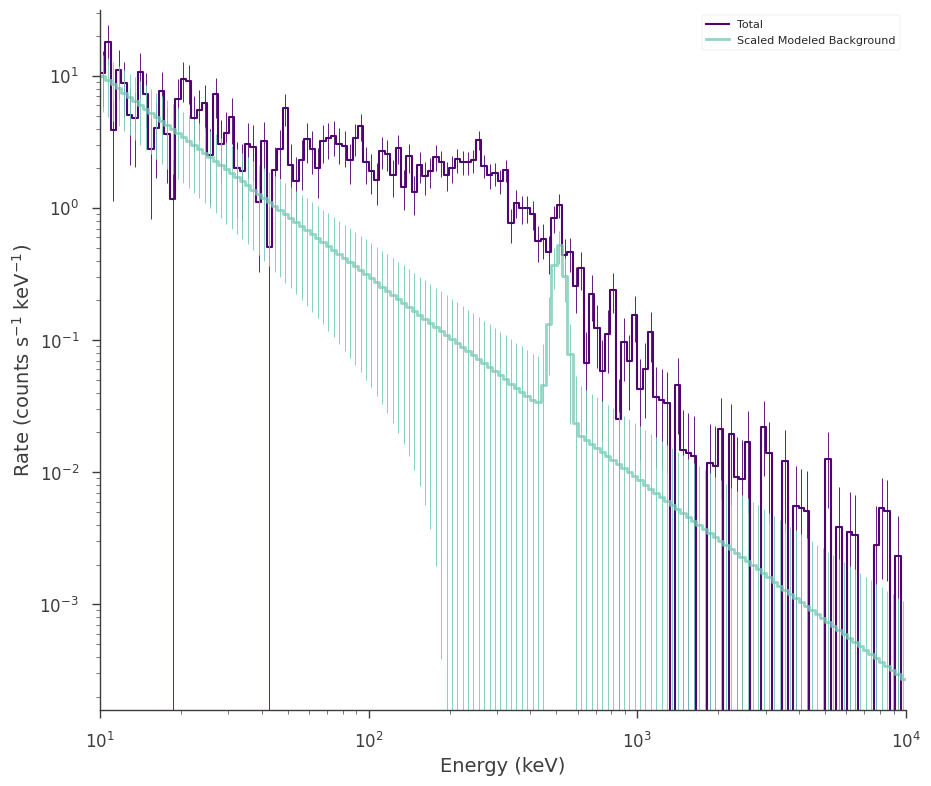 Total
Scaled Modeled Background
Rate (counts s⁻¹ keV⁻¹)
10¹
10⁰
10⁻¹
10⁻²
10⁻³
10¹ 10² 10³ 10⁴
Energy (keV)